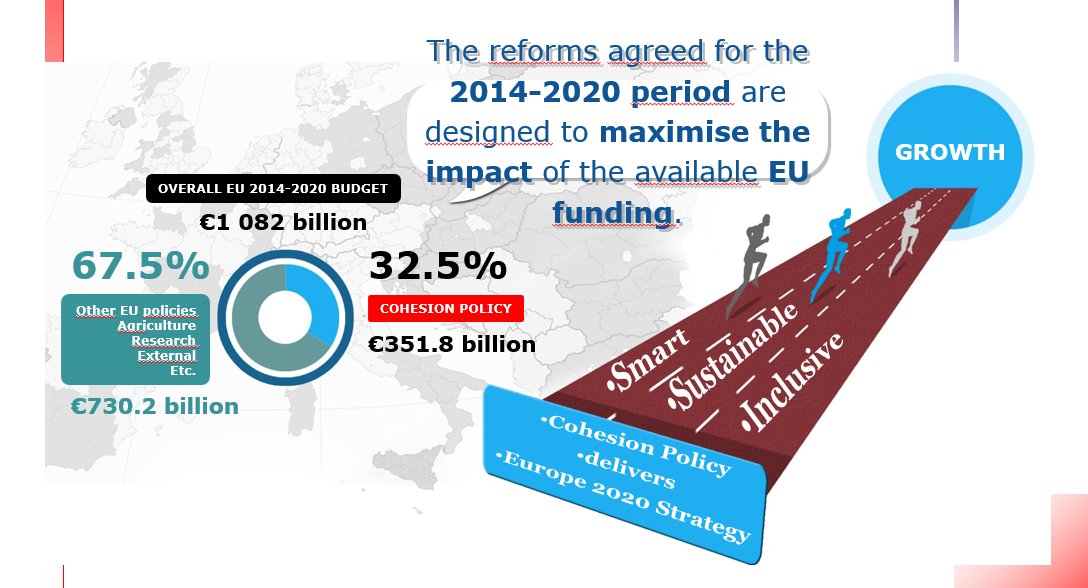 The reforms agreed for the
2014-2020 period are
designed to maximise the
impact of the available EU
funding.
GROWTH
OVERALL EU 2014-2020 BUDGET
€1 082 billion
67.5%
Other EU policies
Agriculture
Research
External
Etc.
€730.2 billion
32.5%
COHESION POLICY
€351.8 billion
•Smart
•Sustainable
•Inclusive
•Cohesion Policy
•delivers
•Europe 2020 Strategy